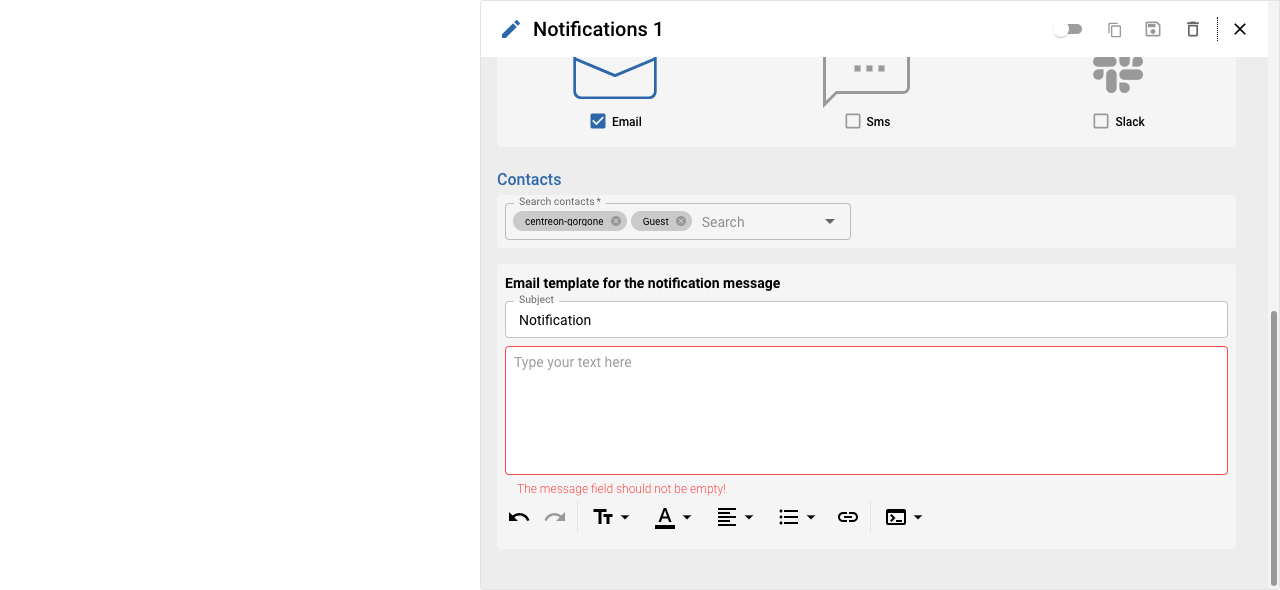 Notifications 1
Email
Sms
Slack
Contacts
Search contacts *
centreon-gorgone
Guest
Search
Email template for the notification message
Subject
Notification
Type your text here
The message field should not be empty!